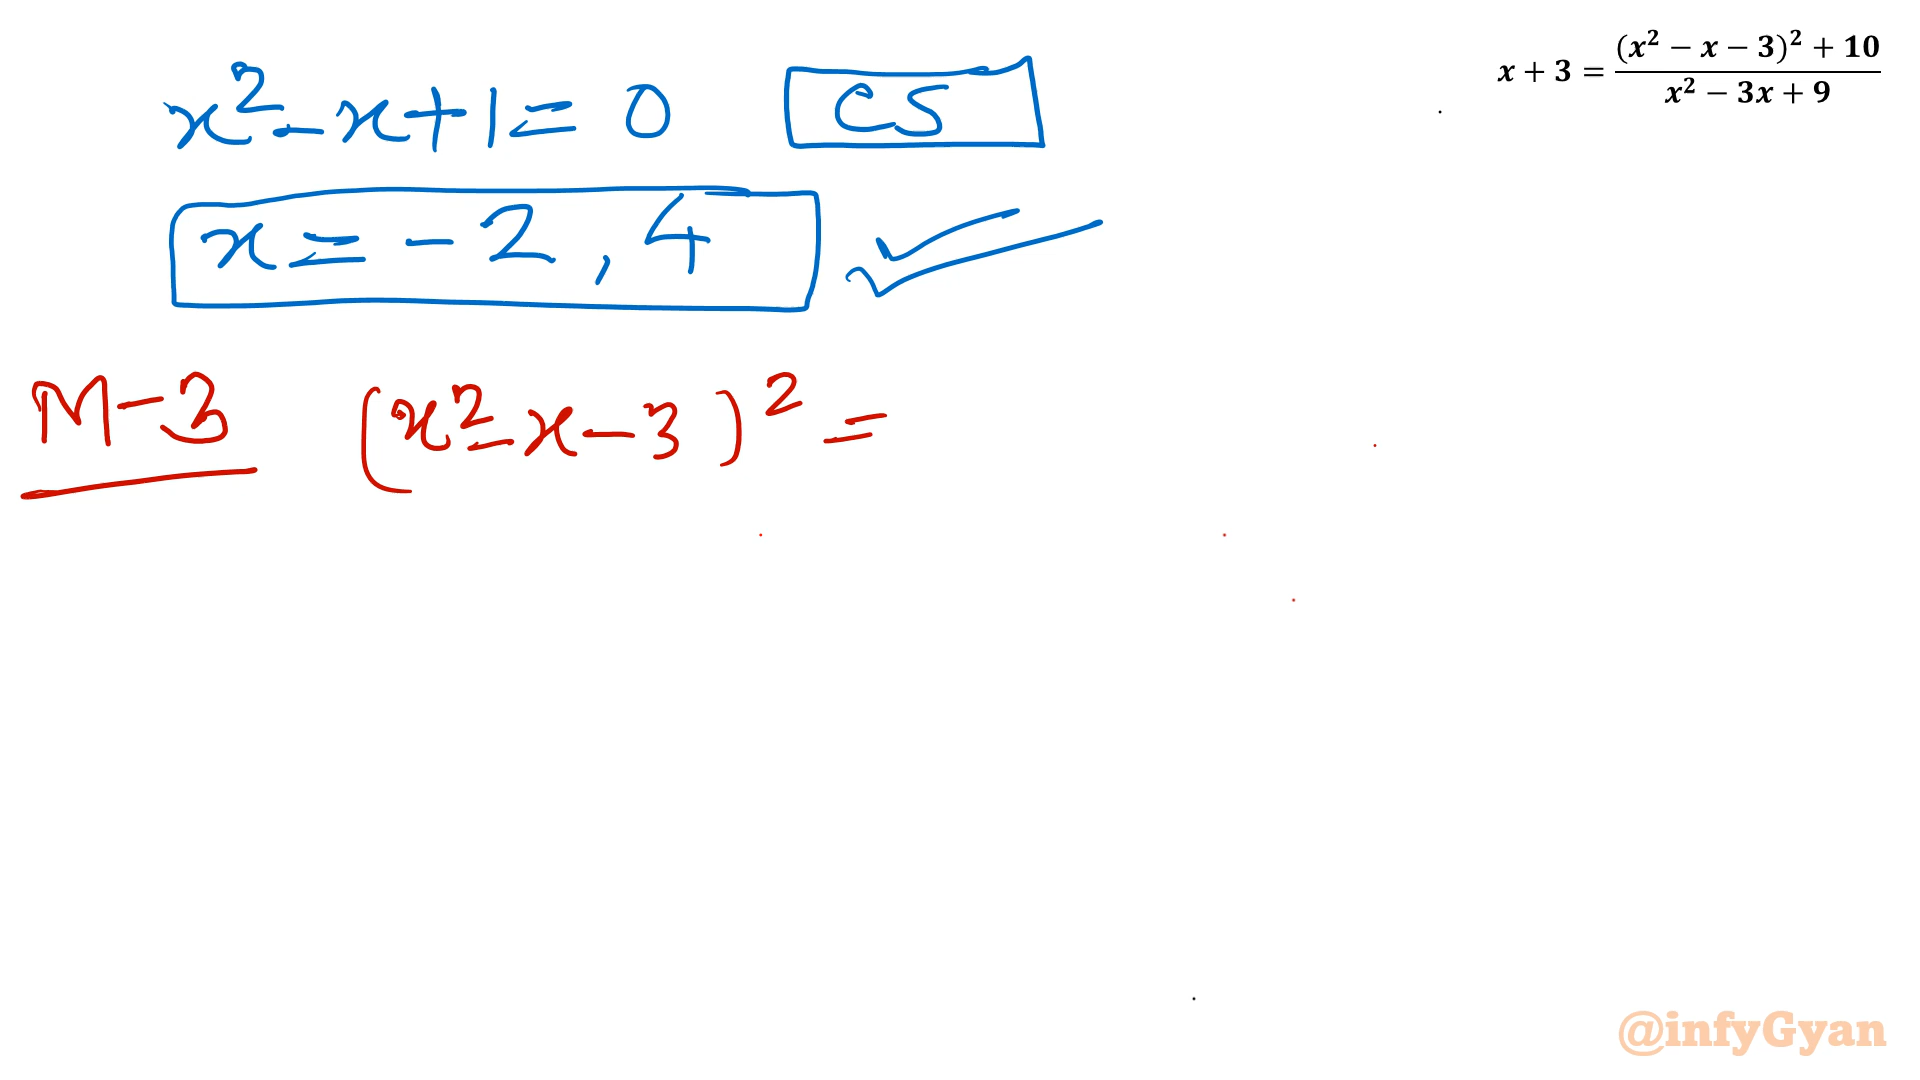 x + 3 = ((x² − x − 3)² + 10) / (x² − 3x + 9)
x² − x + 1 = 0 CS
x = −2, 4
M−3 (x² − x − 3)² =
@infyGyan